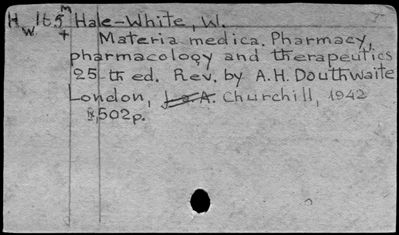 H 165 M Hale-White, W.
W +
Materia medica. Pharmacy,
pharmacology and therapeutics
25 th ed. Rev. by A.H. Douthwaite
London, J. & A. Churchill, 1942
502p.